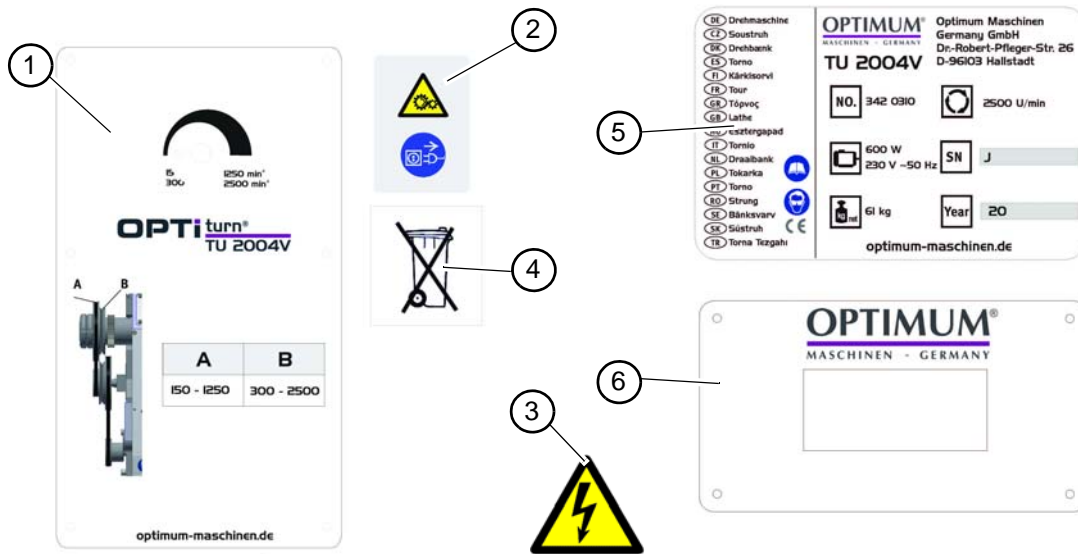 1
15 1250 min⁻¹
300 2500 min⁻¹
OPTi turn®
TU 2004V
A B
A B
150 - 1250 300 - 2500
optimum-maschinen.de
2
4
3
5
DE Drehmaschine
CZ Soustruh
DK Drehbænk
ES Torno
FI Kärkisorvi
FR Tour
GR Τόρνος
GB Lathe
Esztergapad
IT Tornio
NL Draaibank
PL Tokarka
PT Torno
RO Strung
SE Bänksvarv
SK Sústruh
TR Torna Tezgahı
CE
OPTIMUM®
MASCHINEN - GERMANY
TU 2004V
Optimum Maschinen
Germany GmbH
Dr.-Robert-Pfleger-Str. 26
D-96103 Hallstadt
NO. 342 0310
2500 U/min
600 W
230 V ~50 Hz
SN J
kg net 61 kg
Year 20
optimum-maschinen.de
6
OPTIMUM®
MASCHINEN - GERMANY